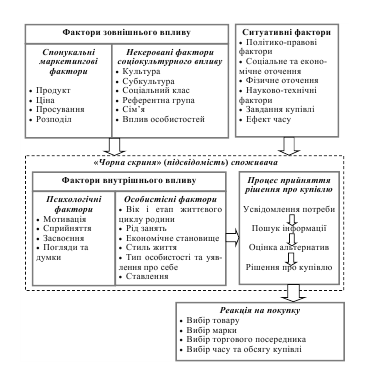 Фактори зовнішнього впливу
Спонукальні
маркетингові
фактори
• Продукт
• Ціна
• Просування
• Розподіл
Некеровані фактори
соціокультурного впливу
• Культура
• Субкультура
• Соціальний клас
• Референтна група
• Сім’я
• Вплив особистостей
Ситуативні фактори
• Політико-правові
фактори
• Соціальне та еконо-
мічне оточення
• Фізичне оточення
• Науково-технічні
фактори
• Завдання купівлі
• Ефект часу
«Чорна скриня» (підсвідомість) споживача
Фактори внутрішнього впливу
Психологічні
фактори
• Мотивація
• Сприйняття
• Засвоєння
• Погляди та
думки
Особистісні фактори
• Вік і етап життєвого
циклу родини
• Рід занять
• Економічне становище
• Стиль життя
• Тип особистості та уяв-
лення про себе
• Ставлення
Процес прийняття
рішення про купівлю
Усвідомлення потреби
Пошук інформації
Оцінка альтернатив
Рішення про купівлю
Реакція на покупку
• Вибір товару
• Вибір марки
• Вибір торгового посередника
• Вибір часу та обсягу купівлі